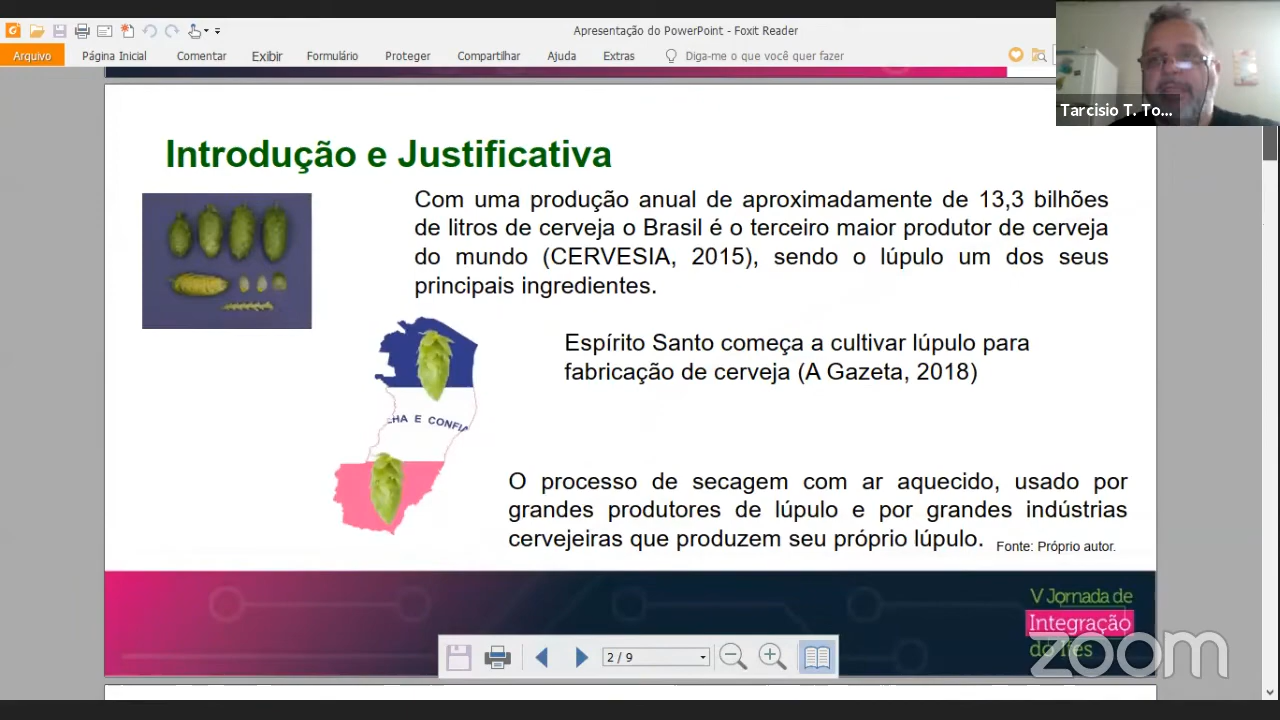 Apresentação do PowerPoint - Foxit Reader
Arquivo
Página Inicial
Comentar
Exibir
Formulário
Proteger
Compartilhar
Ajuda
Extras
Diga-me o que você quer fazer
Tarcisio T. To...
Introdução e Justificativa
Com uma produção anual de aproximadamente de 13,3 bilhões
de litros de cerveja o Brasil é o terceiro maior produtor de cerveja
do mundo (CERVESIA, 2015), sendo o lúpulo um dos seus
principais ingredientes.
Espírito Santo começa a cultivar lúpulo para
fabricação de cerveja (A Gazeta, 2018)
LHA E CONFIA
O processo de secagem com ar aquecido, usado por
grandes produtores de lúpulo e por grandes indústrias
cervejeiras que produzem seu próprio lúpulo.
Fonte: Próprio autor.
V Jornada de
Integração
do Ifes
zoom
2 / 9